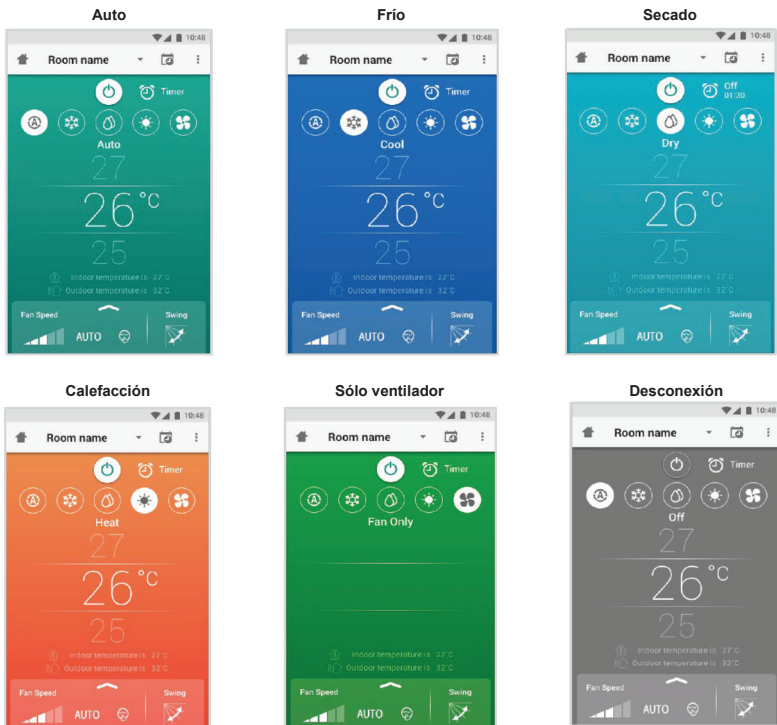 Auto
10:48
Room name
Timer
Auto
27
26 °C
25
Indoor temperature is 27°C
Outdoor temperature is 32°C
Fan Speed
Swing
AUTO
Frío
10:48
Room name
Timer
Cool
27
26 °C
25
Indoor temperature is 27°C
Outdoor temperature is 32°C
Fan Speed
Swing
AUTO
Secado
10:48
Room name
Off
01:30
Dry
27
26 °C
25
Indoor temperature is 27°C
Outdoor temperature is 32°C
Fan Speed
Swing
AUTO
Calefacción
10:48
Room name
Timer
Heat
27
26 °C
25
Indoor temperature is 27°C
Outdoor temperature is 32°C
Fan Speed
Swing
AUTO
Sólo ventilador
10:48
Room name
Timer
Fan Only
Indoor temperature is 27°C
Outdoor temperature is 32°C
Fan Speed
Swing
AUTO
Desconexión
10:48
Room name
Timer
Off
27
26 °C
25
Indoor temperature is 27°C
Outdoor temperature is 32°C
Fan Speed
Swing
AUTO